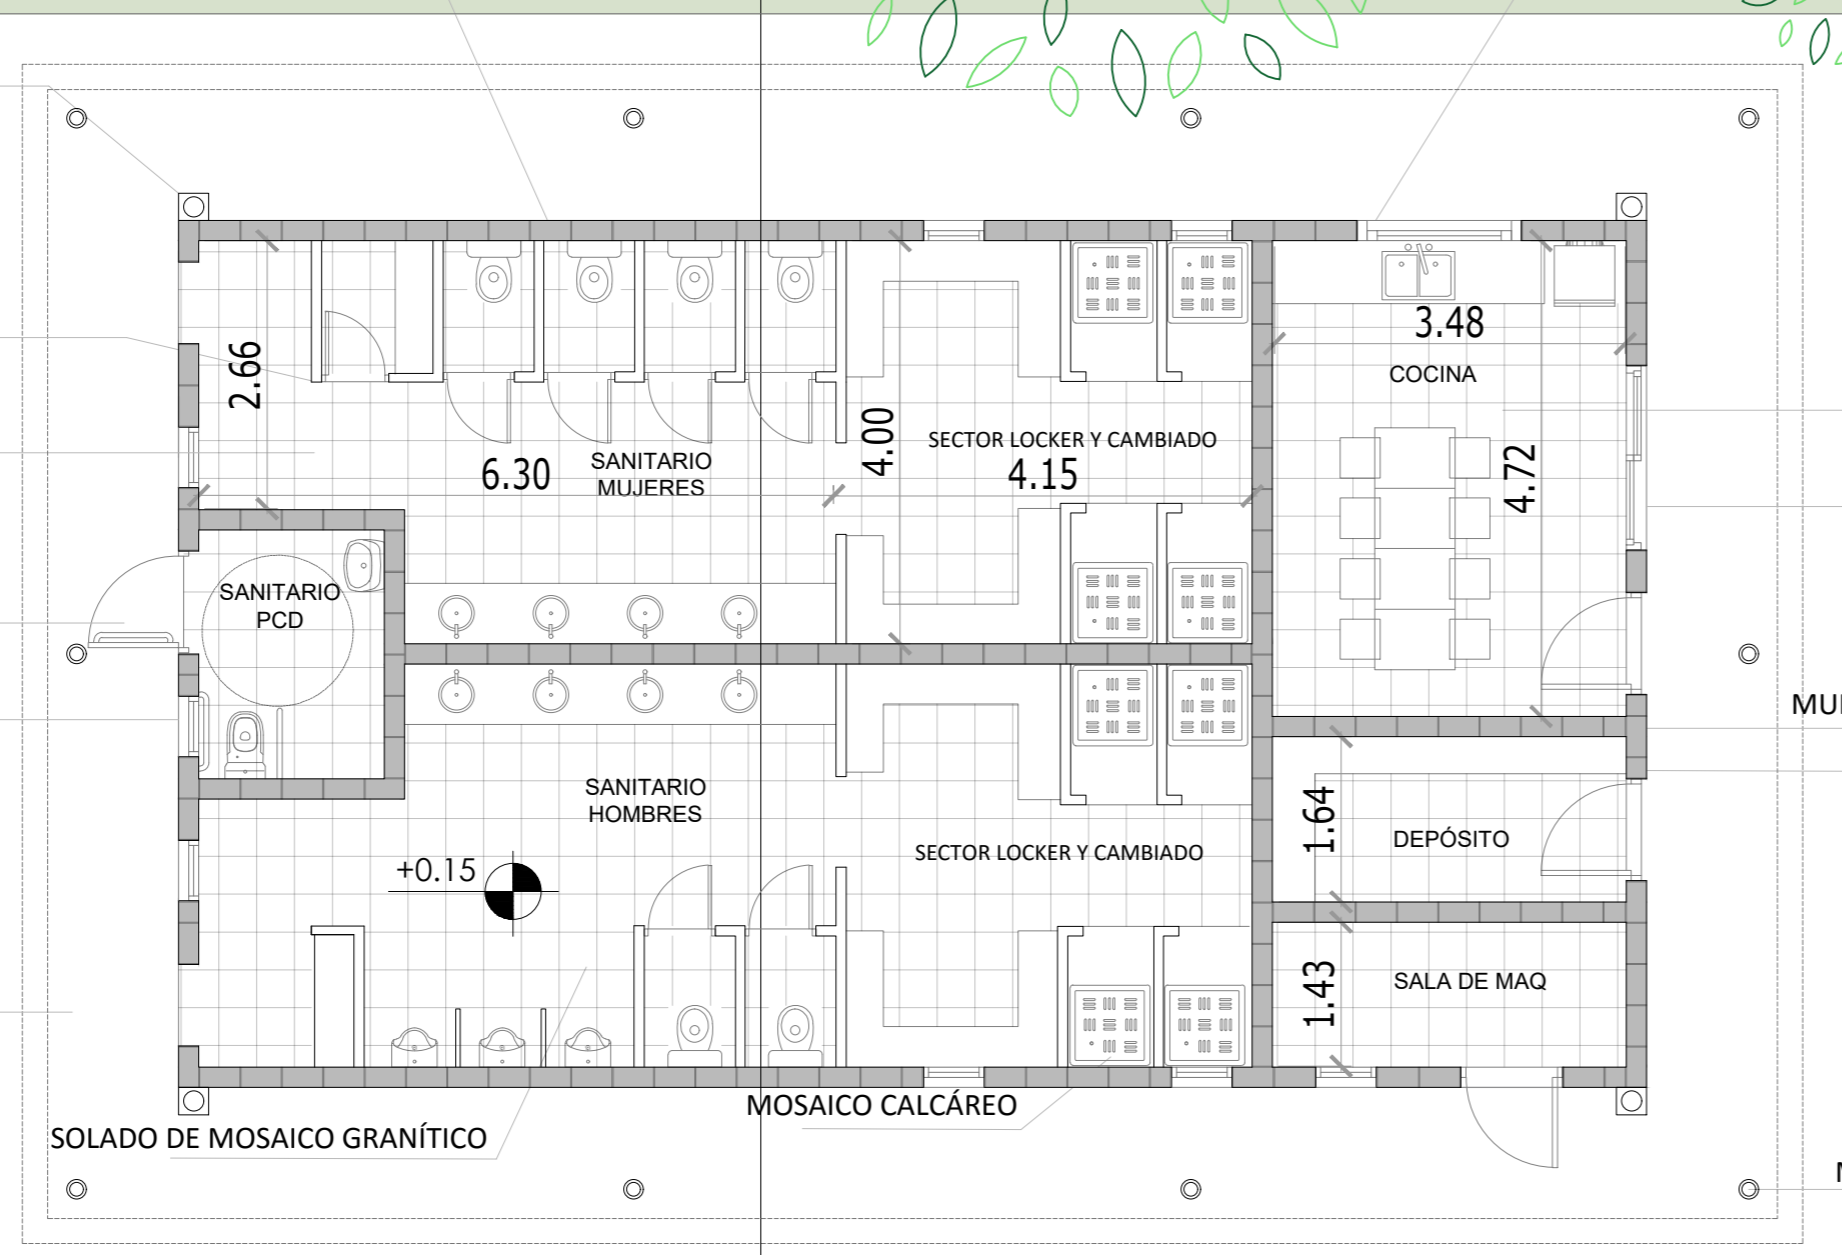 3.48
COCINA
2.66
4.00
SECTOR LOCKER Y CAMBIADO
4.15
6.30
SANITARIO
MUJERES
4.72
SANITARIO
PCD
MUI
SANITARIO
HOMBRES
1.64
DEPÓSITO
SECTOR LOCKER Y CAMBIADO
+0.15
1.43
SALA DE MAQ
MOSAICO CALCÁREO
SOLADO DE MOSAICO GRANÍTICO